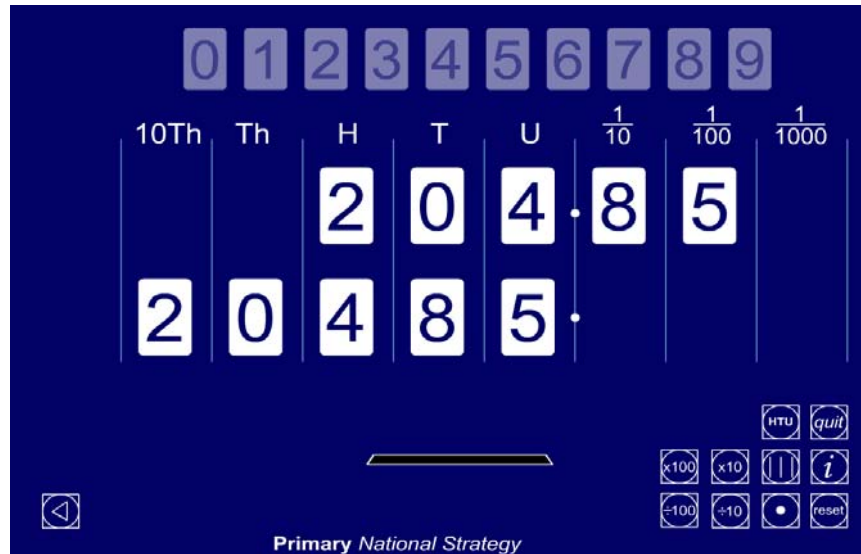 0 1 2 3 4 5 6 7 8 9
10Th Th H T U 1/10 1/100 1/1000
2 0 4 . 8 5
2 0 4 8 5 .
HTU quit
x100 x10 i
÷100 ÷10 reset
Primary National Strategy